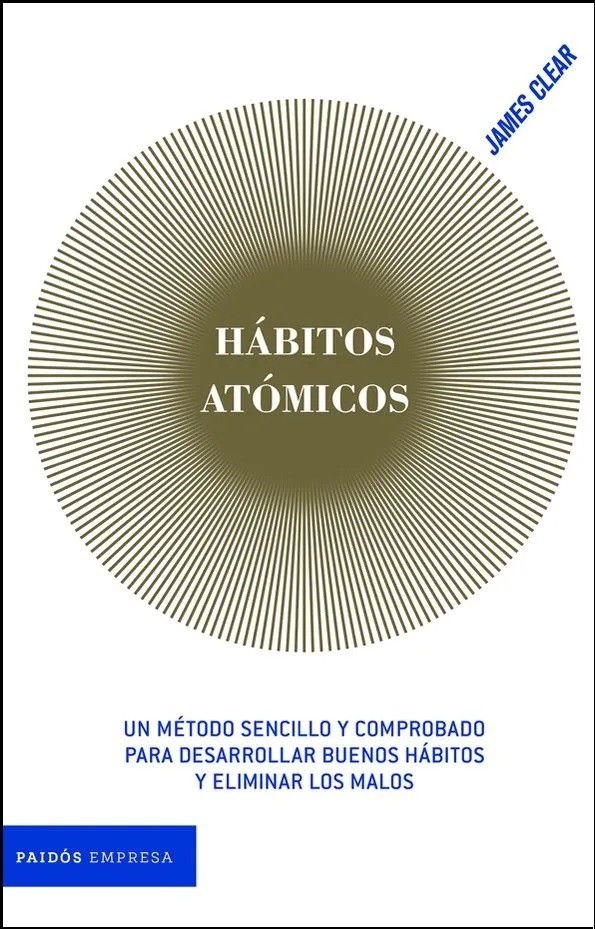 JAMES CLEAR
HÁBITOS
ATÓMICOS
UN MÉTODO SENCILLO Y COMPROBADO
PARA DESARROLLAR BUENOS HÁBITOS
Y ELIMINAR LOS MALOS
PAIDÓS EMPRESA